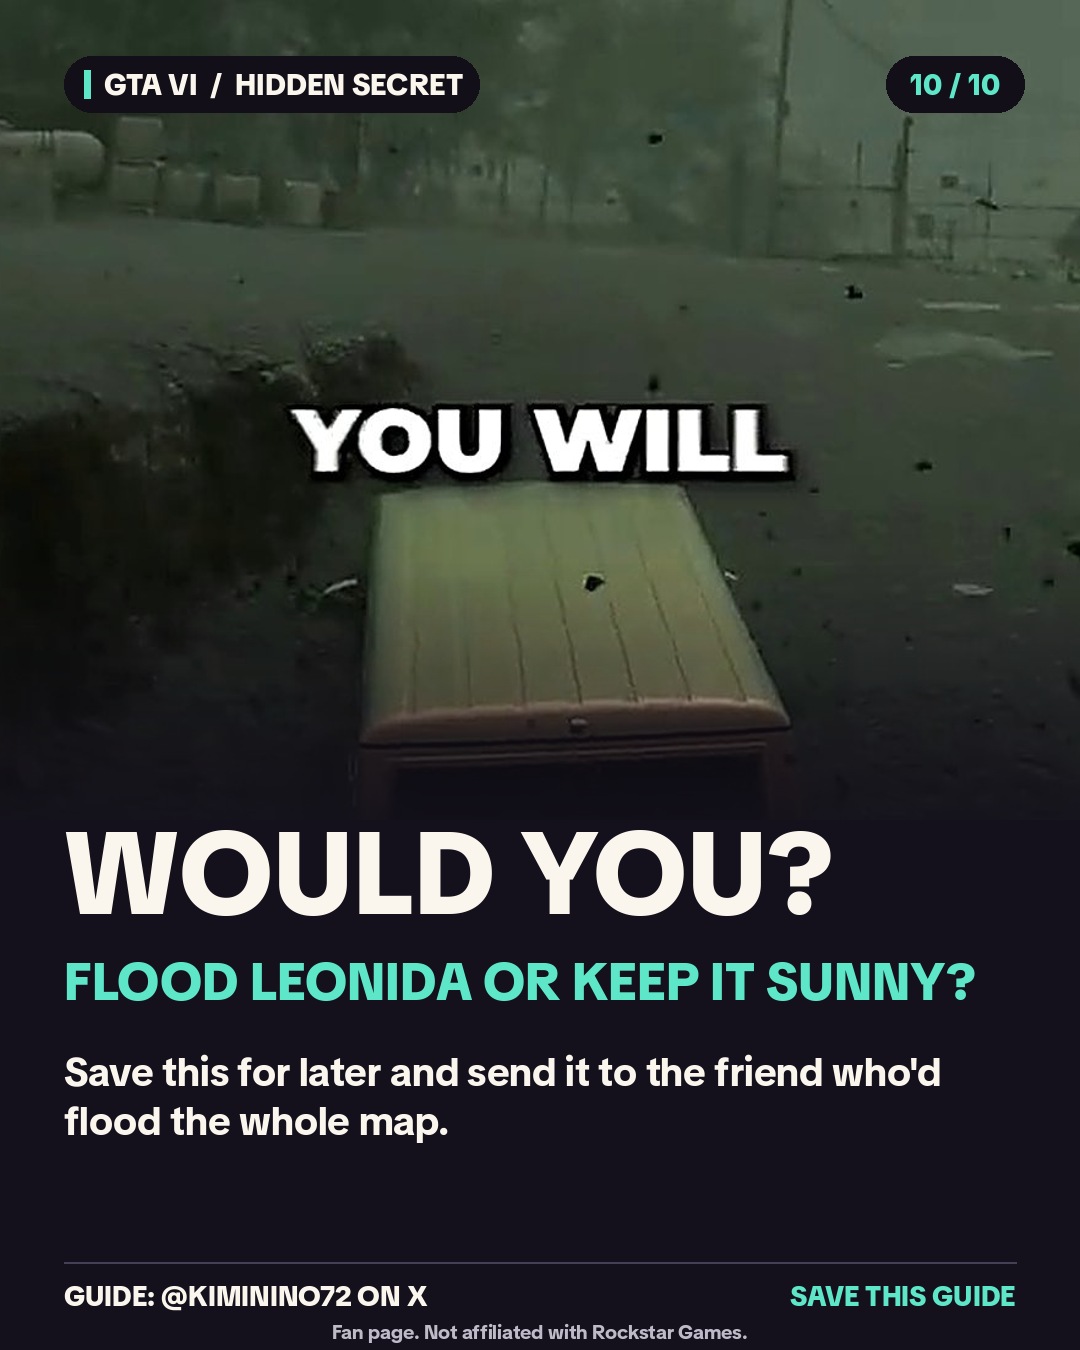 GTA VI / HIDDEN SECRET
10 / 10
YOU WILL
WOULD YOU?
FLOOD LEONIDA OR KEEP IT SUNNY?
Save this for later and send it to the friend who'd
flood the whole map.
GUIDE: @KIMININO72 ON X
SAVE THIS GUIDE
Fan page. Not affiliated with Rockstar Games.